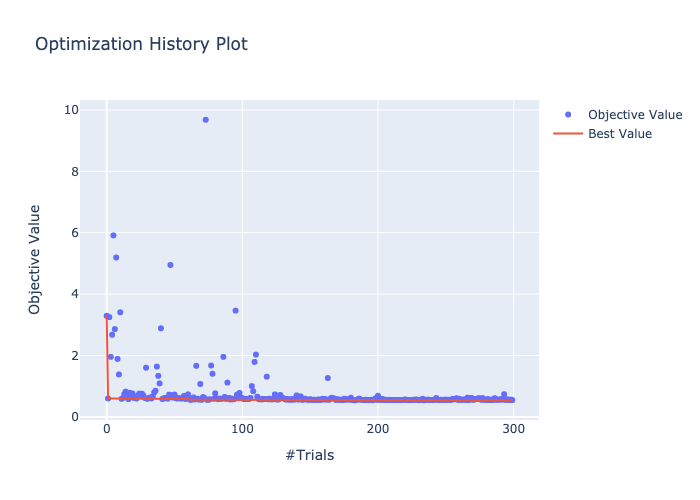 Optimization History Plot
Objective Value
Best Value
10
8
6
4
2
0
Objective Value
0
100
200
300
#Trials